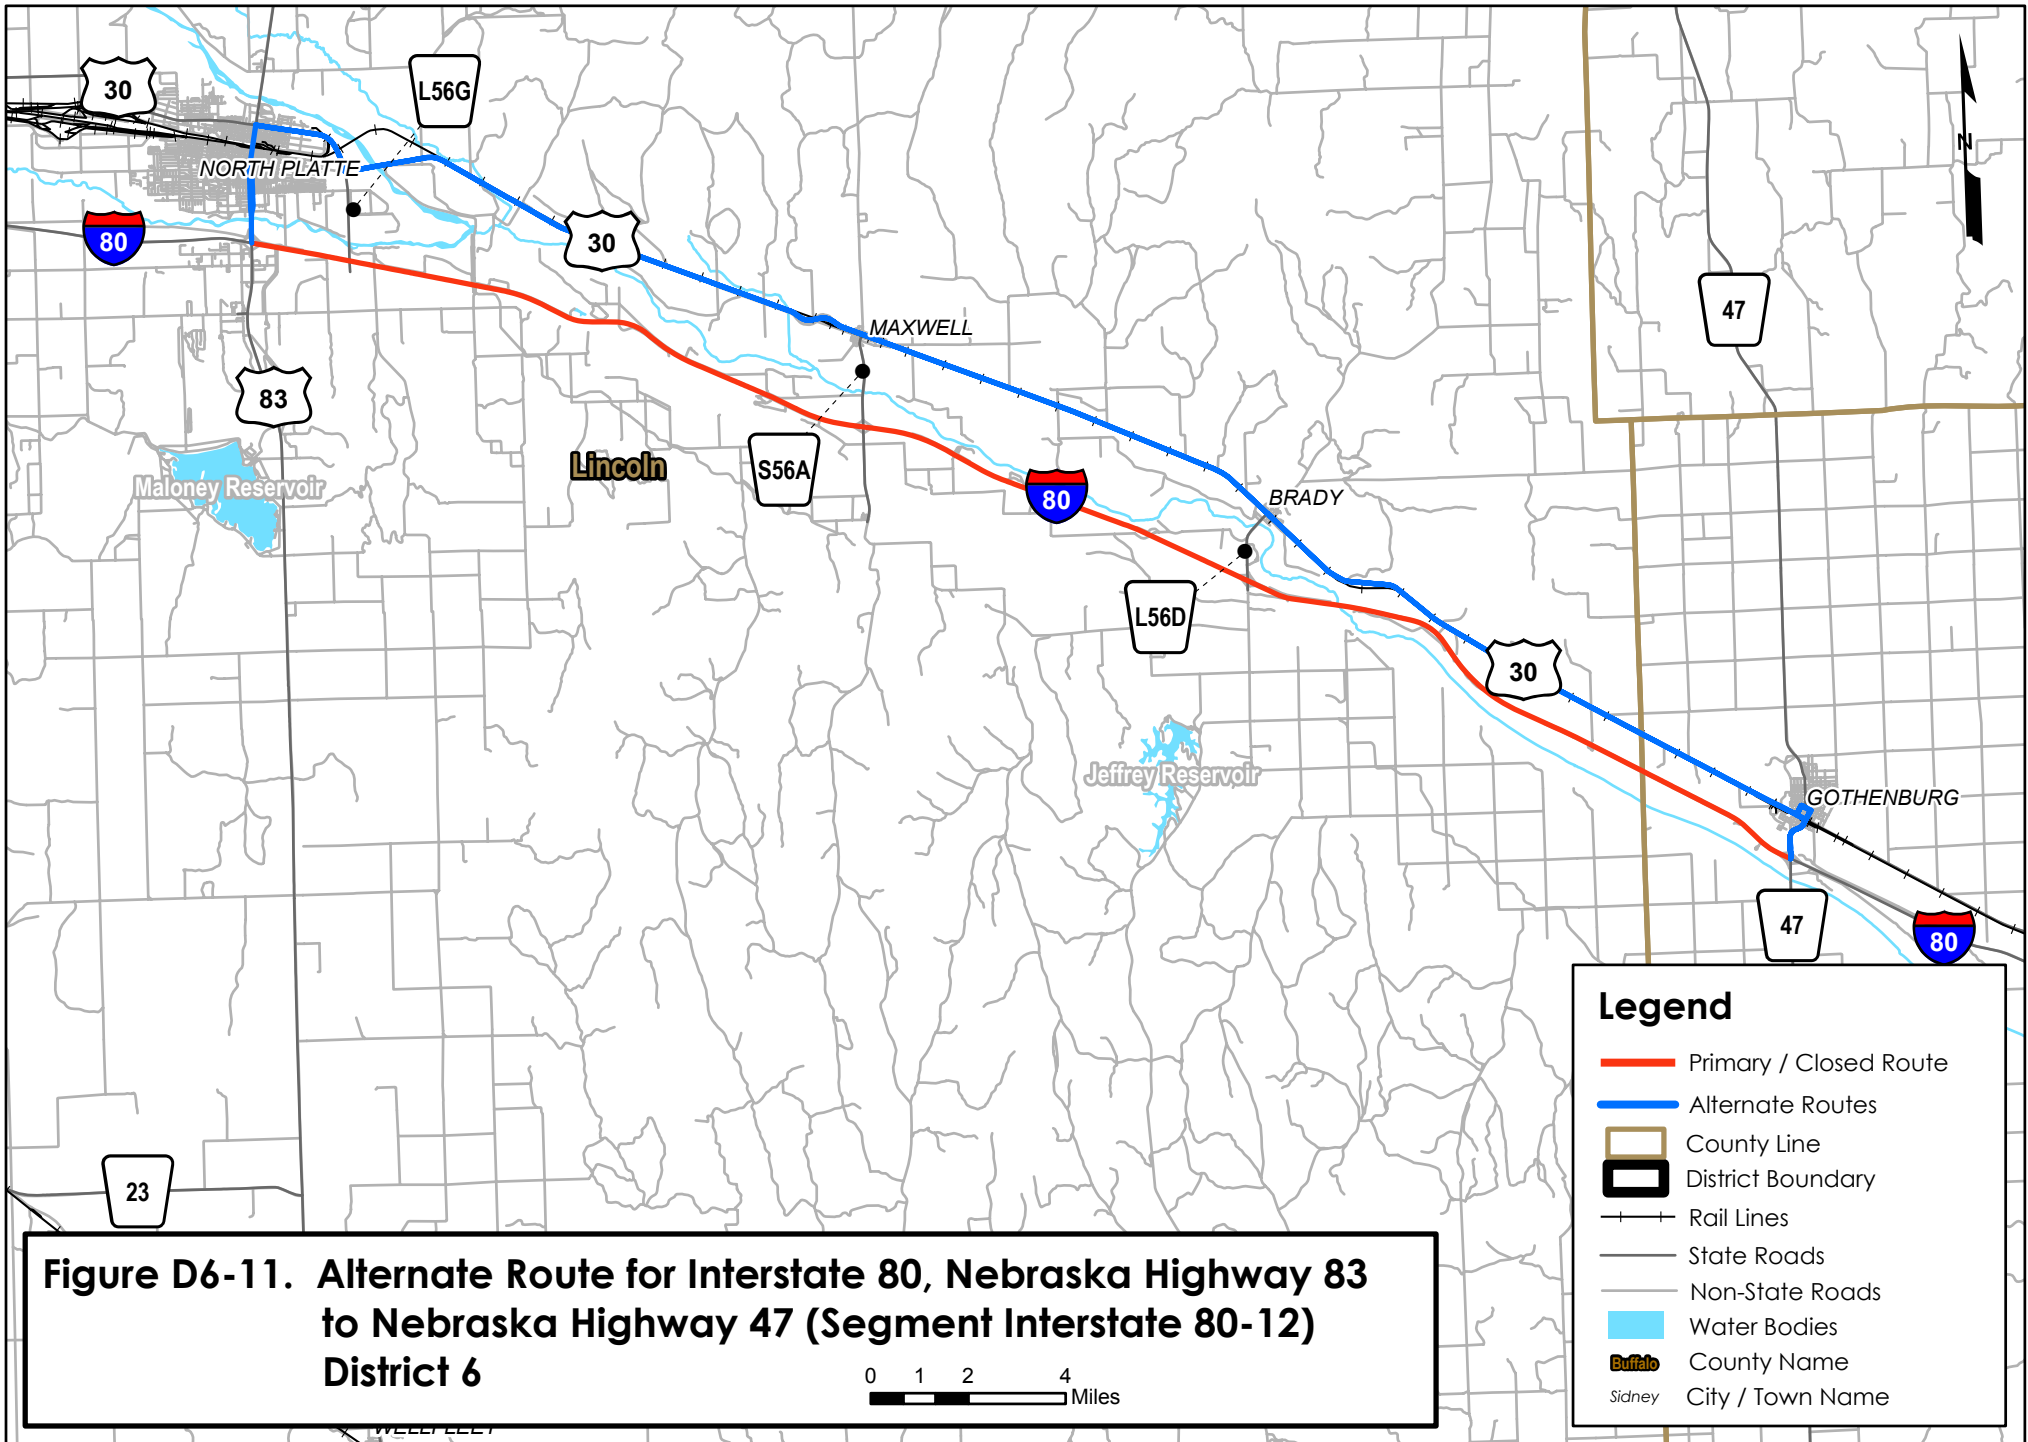 30
L56G
NORTH PLATTE
80
30
N
47
MAXWELL
83
Lincoln
S56A
Maloney Reservoir
80
BRADY
L56D
30
Jeffrey Reservoir
GOTHENBURG
47
80
23
Legend
Primary / Closed Route
Alternate Routes
County Line
District Boundary
Rail Lines
State Roads
Non-State Roads
Water Bodies
Buffalo County Name
Sidney City / Town Name
Figure D6-11. Alternate Route for Interstate 80, Nebraska Highway 83
to Nebraska Highway 47 (Segment Interstate 80-12)
District 6
0 1 2 4
Miles
WELLFLEET